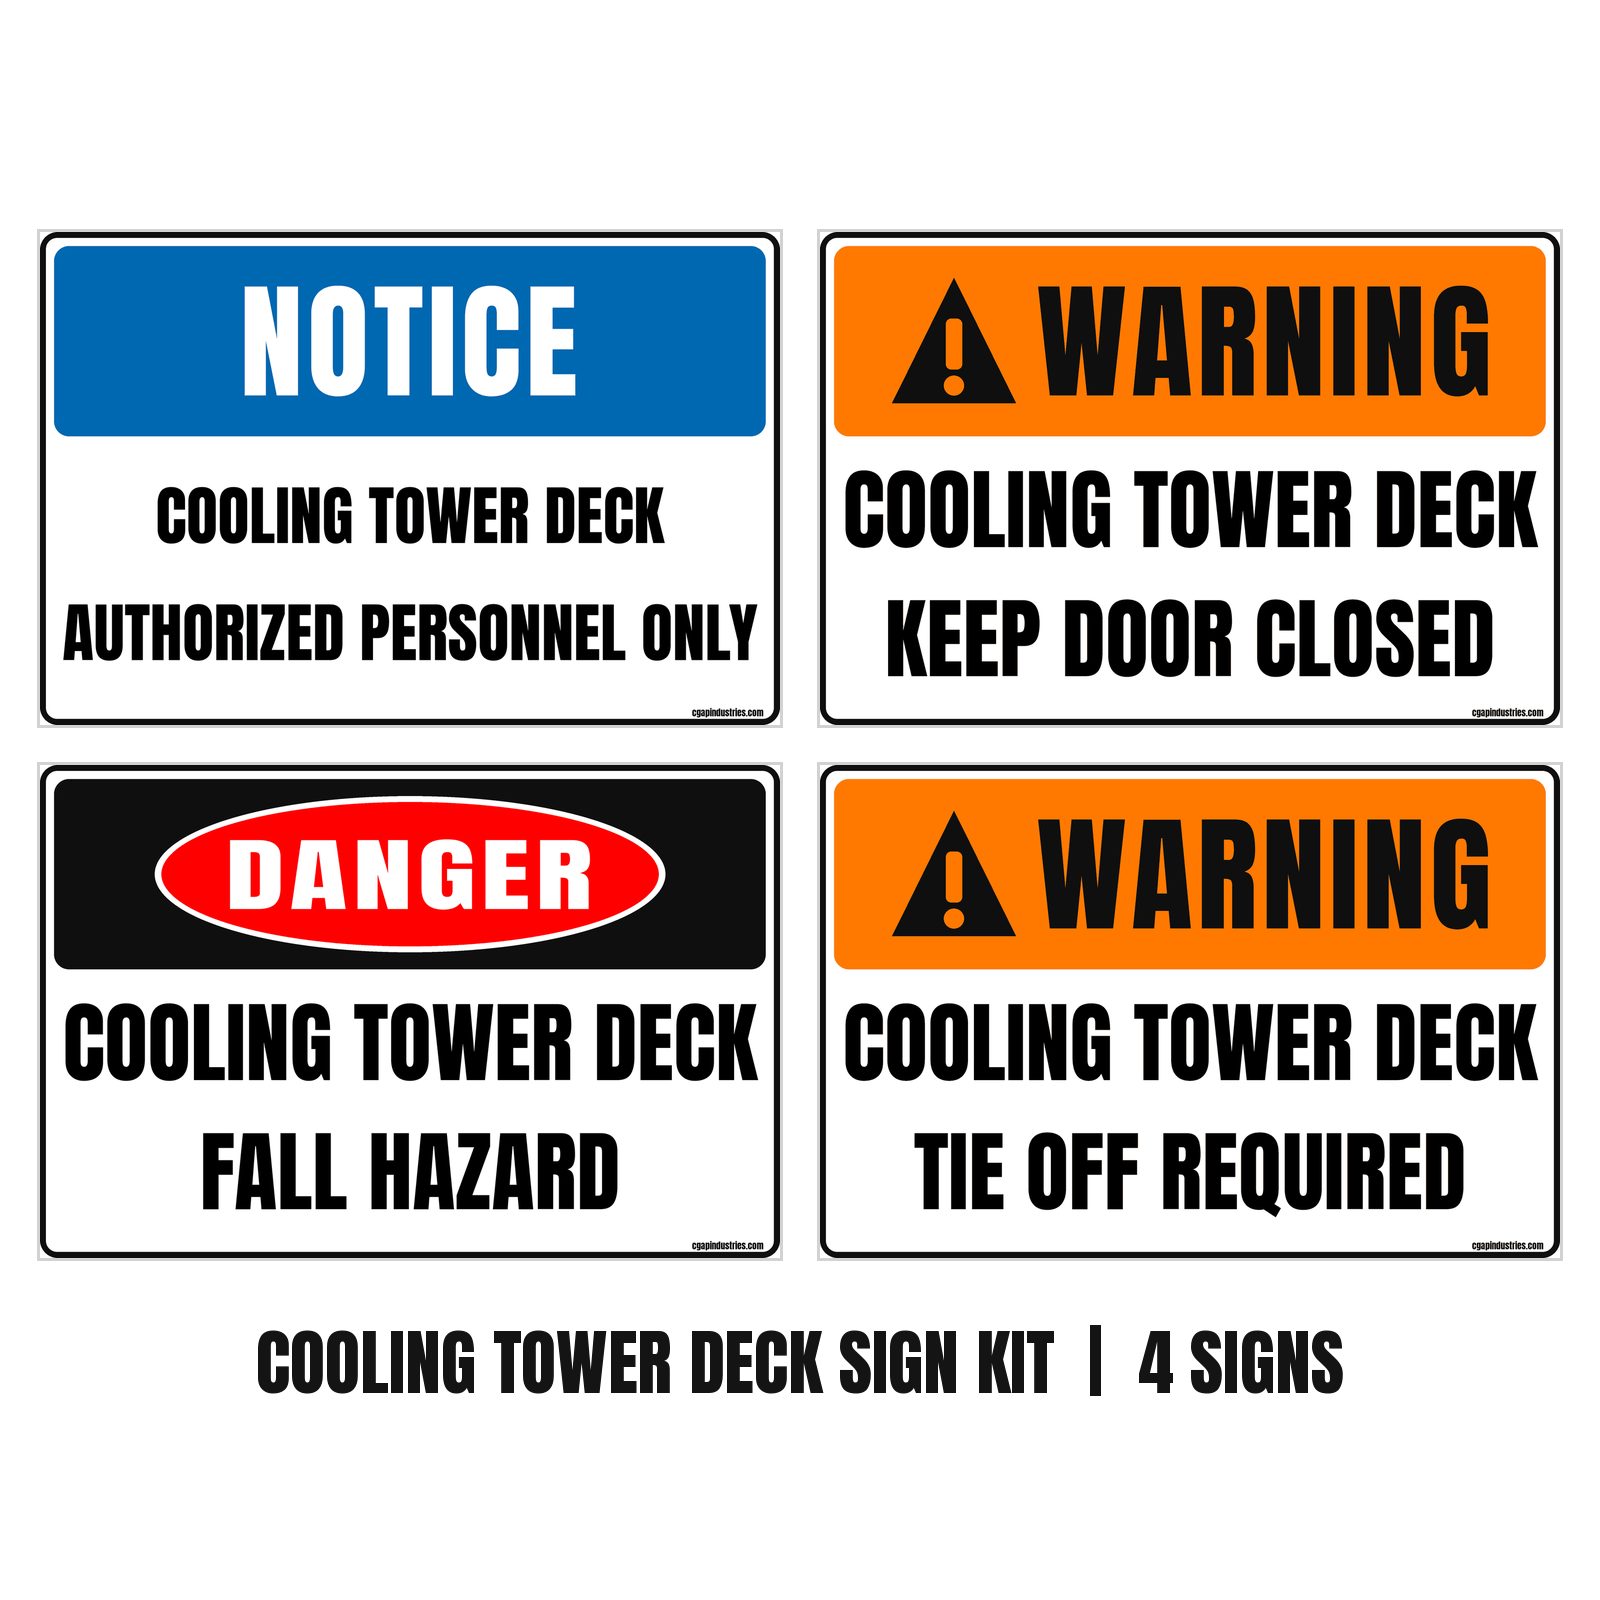 NOTICE
COOLING TOWER DECK
AUTHORIZED PERSONNEL ONLY
cgapindustries.com
WARNING
COOLING TOWER DECK
KEEP DOOR CLOSED
cgapindustries.com
DANGER
COOLING TOWER DECK
FALL HAZARD
cgapindustries.com
WARNING
COOLING TOWER DECK
TIE OFF REQUIRED
cgapindustries.com
COOLING TOWER DECK SIGN KIT | 4 SIGNS